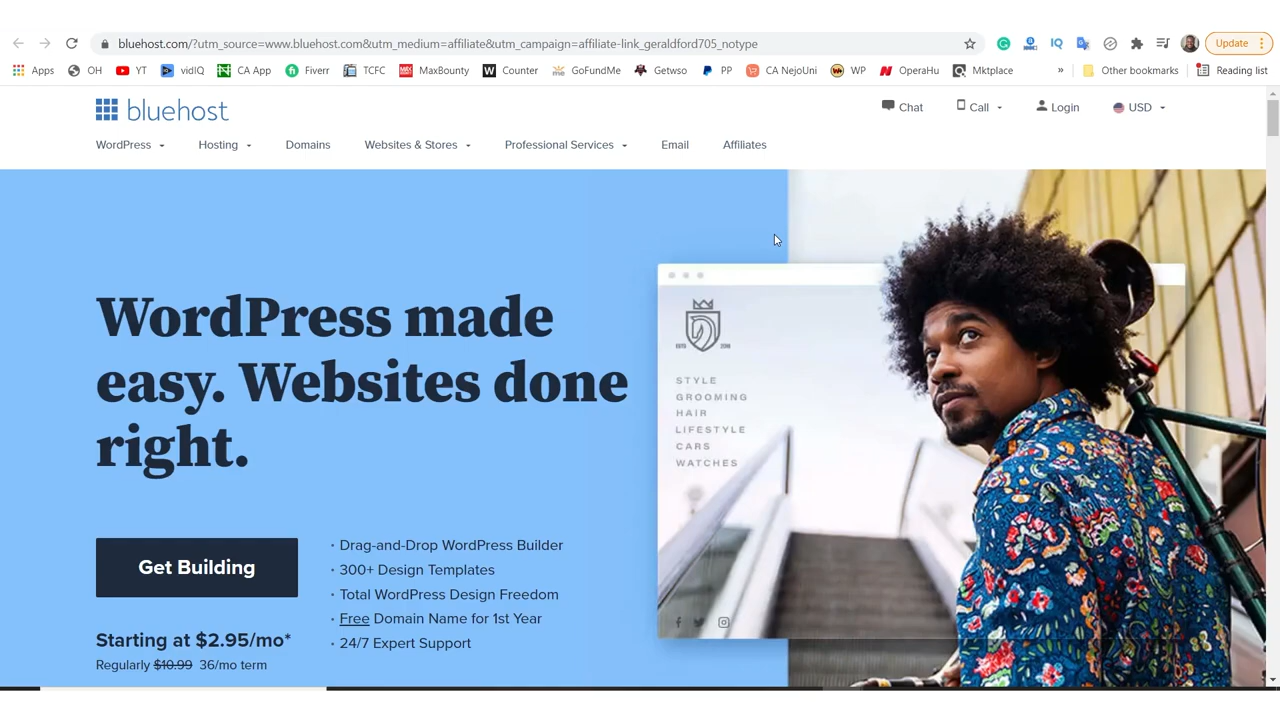 bluehost.com/?utm_source=www.bluehost.com&utm_medium=affiliate&utm_campaign=affiliate-link_geraldford705_notype
IQ
Update
Apps OH YT vidIQ CA App Fiverr TCFC MaxBounty Counter GoFundMe Getwso PP CA NejoUni WP OperaHu Mktplace » Other bookmarks Reading list
bluehost
Chat Call Login USD
WordPress Hosting Domains Websites & Stores Professional Services Email Affiliates
WordPress made
easy. Websites done
right.
Get Building
Starting at $2.95/mo*
Regularly $10.99 36/mo term
· Drag-and-Drop WordPress Builder
· 300+ Design Templates
· Total WordPress Design Freedom
· Free Domain Name for 1st Year
· 24/7 Expert Support
STYLE
GROOMING
HAIR
LIFESTYLE
CARS
WATCHES